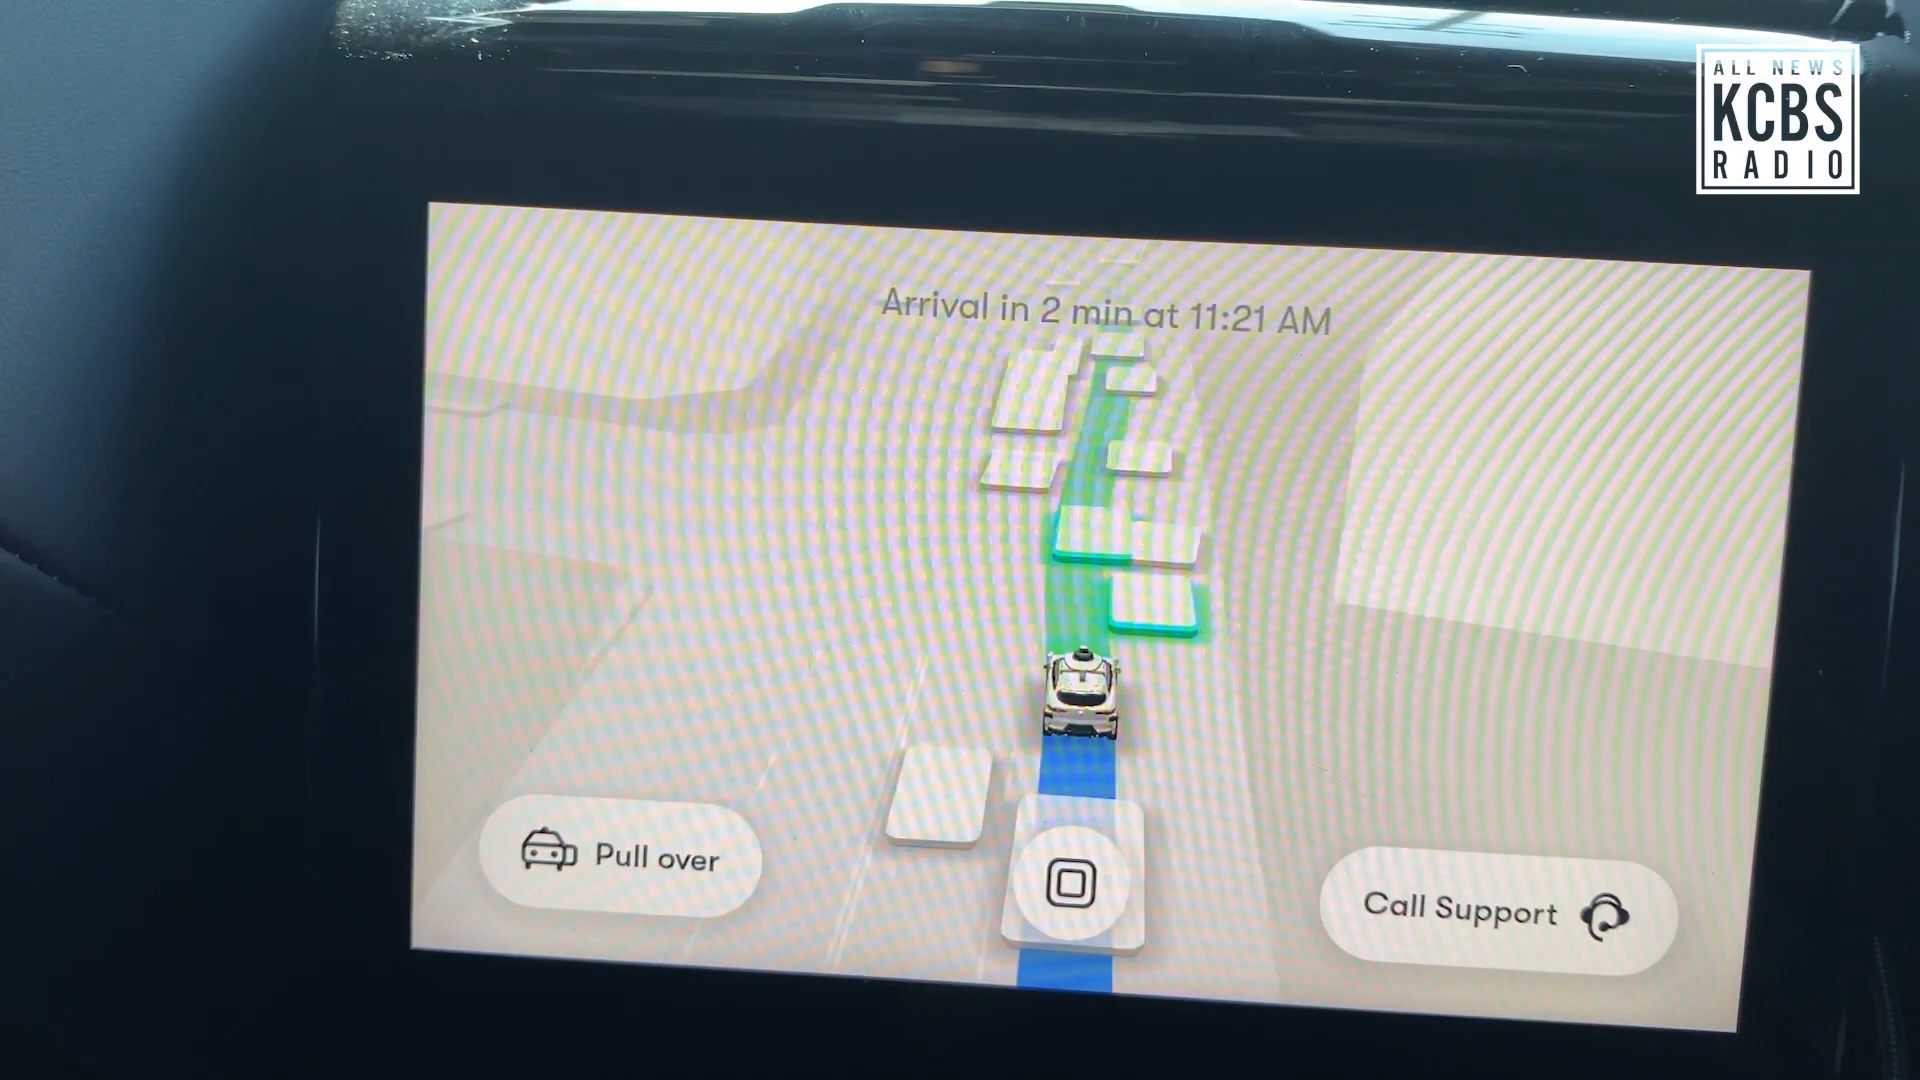 ALL NEWS
KCBS
RADIO
Arrival in 2 min at 11:21 AM
Pull over
Call Support